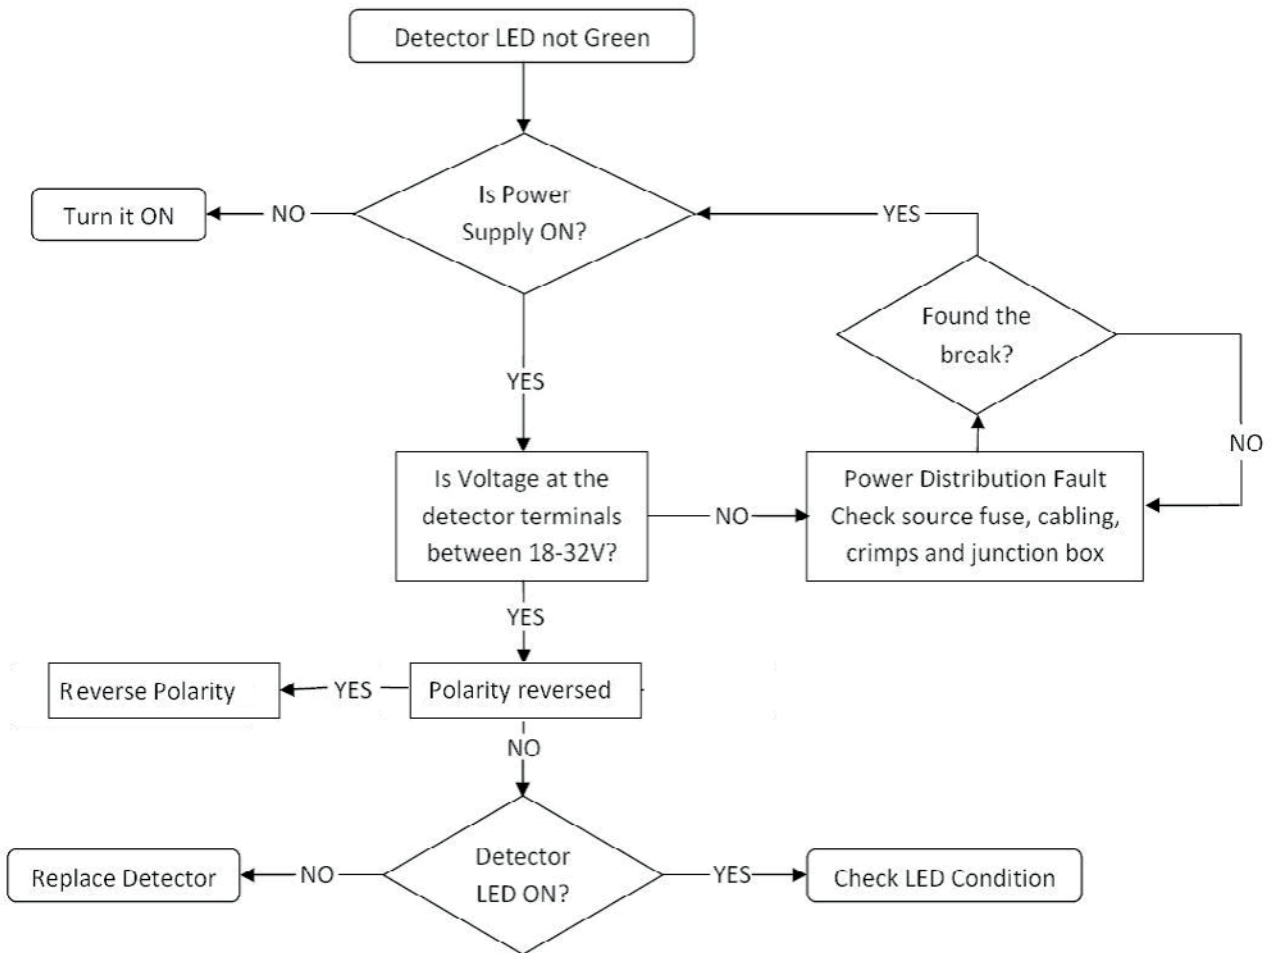 Detector LED not Green
Is Power
Supply ON?
NO
Turn it ON
YES
Found the
break?
YES
NO
Is Voltage at the
detector terminals
between 18-32V?
NO
Power Distribution Fault
Check source fuse, cabling,
crimps and junction box
YES
Polarity reversed
YES
Reverse Polarity
NO
Detector
LED ON?
NO
Replace Detector
YES
Check LED Condition